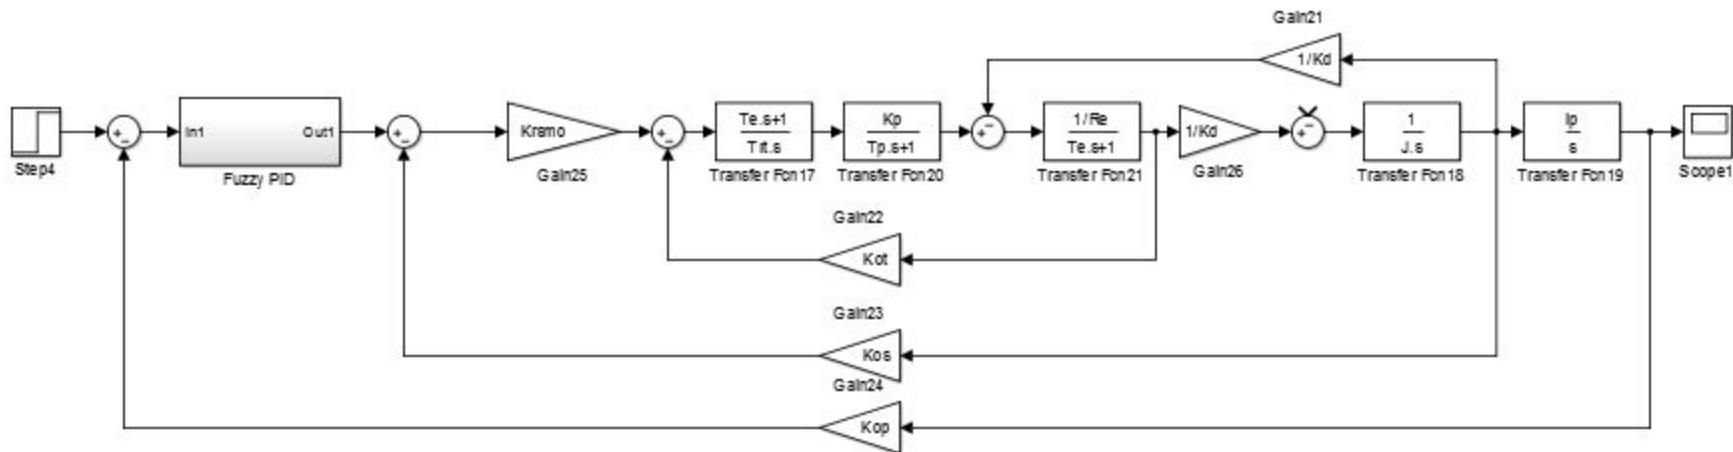 Gain21
1/Kd
In1
Out1
Krsmo
Te.s+1
Trt.s
Kp
Tp.s+1
1/Re
Te.s+1
1/Kd
1
J.s
Ip
s
Step4
Fuzzy PID
Gain25
Transfer Fcn17
Transfer Fcn20
Transfer Fcn21
Gain26
Transfer Fcn18
Transfer Fcn19
Scope1
Gain22
Kot
Gain23
Kos
Gain24
Kop